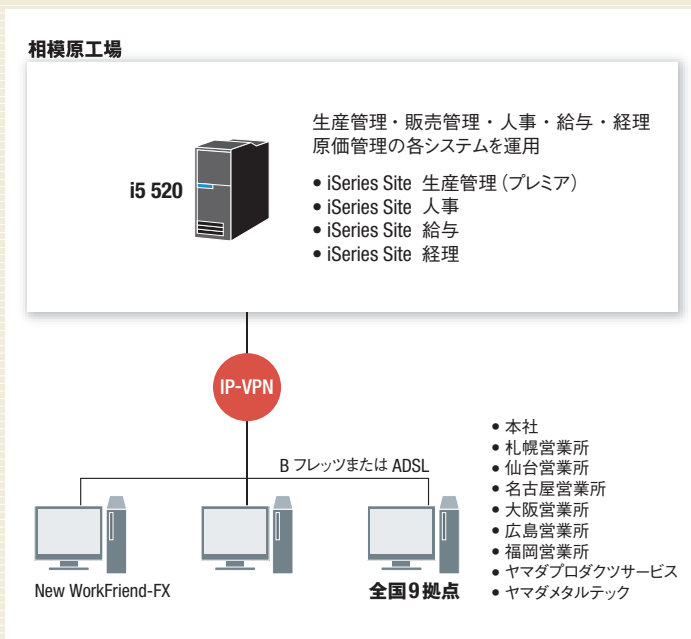 相模原工場
生産管理・販売管理・人事・給与・経理
原価管理の各システムを運用
i5 520
• iSeries Site 生産管理（プレミア）
• iSeries Site 人事
• iSeries Site 給与
• iSeries Site 経理
IP-VPN
B フレッツまたは ADSL
New WorkFriend-FX
全国9拠点
• 本社
• 札幌営業所
• 仙台営業所
• 名古屋営業所
• 大阪営業所
• 広島営業所
• 福岡営業所
• ヤマダプロダクツサービス
• ヤマダメタルテック